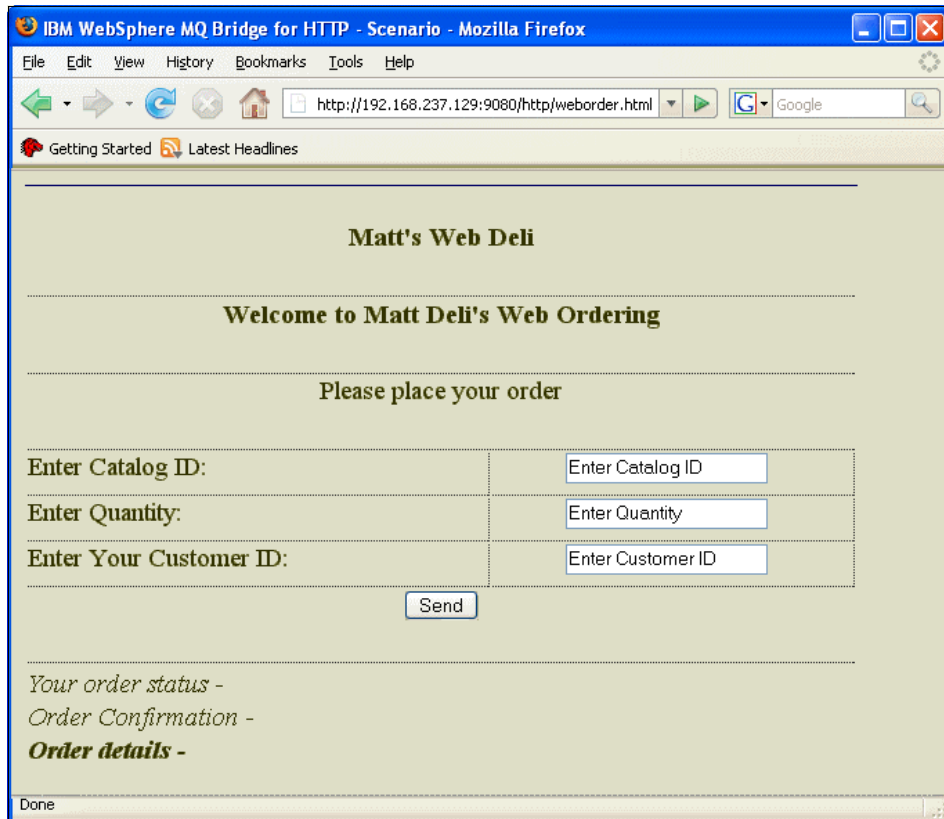 IBM WebSphere MQ Bridge for HTTP - Scenario - Mozilla Firefox
File Edit View History Bookmarks Tools Help
http://192.168.237.129:9080/http/weborder.html G Google
Getting Started Latest Headlines
Matt's Web Deli
Welcome to Matt Deli's Web Ordering
Please place your order
Enter Catalog ID: Enter Catalog ID
Enter Quantity: Enter Quantity
Enter Your Customer ID: Enter Customer ID
Send
Your order status -
Order Confirmation -
Order details -
Done